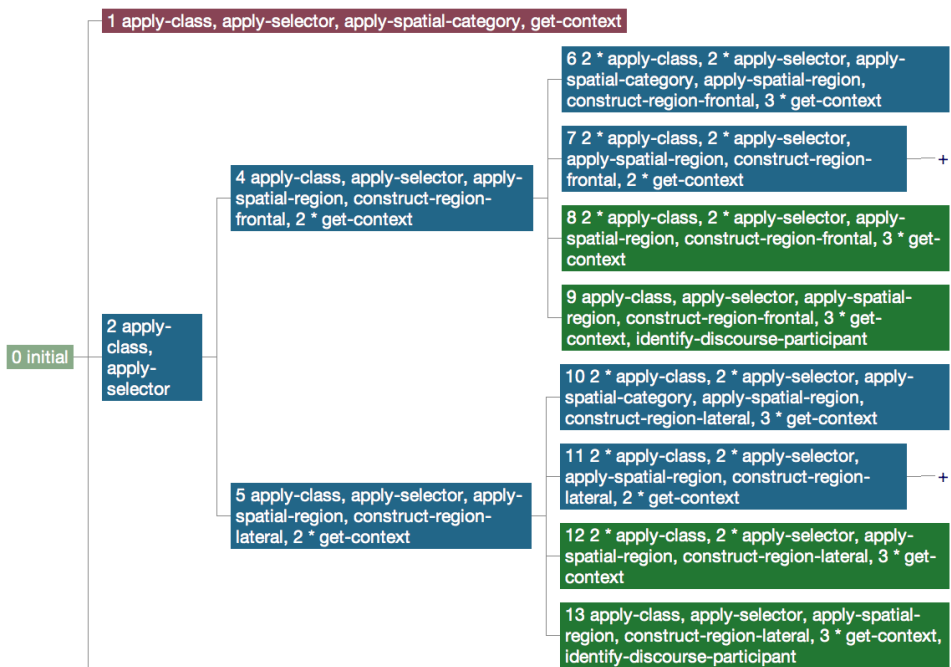 1 apply-class, apply-selector, apply-spatial-category, get-context
6 2 * apply-class, 2 * apply-selector, apply-
spatial-category, apply-spatial-region,
construct-region-frontal, 3 * get-context
7 2 * apply-class, 2 * apply-selector,
apply-spatial-region, construct-region-
frontal, 2 * get-context
+
4 apply-class, apply-selector, apply-
spatial-region, construct-region-
frontal, 2 * get-context
8 2 * apply-class, 2 * apply-selector, apply-
spatial-region, construct-region-frontal, 3 * get-
context
9 apply-class, apply-selector, apply-spatial-
region, construct-region-frontal, 3 * get-
context, identify-discourse-participant
2 apply-
class,
apply-
selector
0 initial
10 2 * apply-class, 2 * apply-selector, apply-
spatial-category, apply-spatial-region,
construct-region-lateral, 3 * get-context
11 2 * apply-class, 2 * apply-selector,
apply-spatial-region, construct-region-
lateral, 2 * get-context
+
5 apply-class, apply-selector, apply-
spatial-region, construct-region-
lateral, 2 * get-context
12 2 * apply-class, 2 * apply-selector, apply-
spatial-region, construct-region-lateral, 3 * get-
context
13 apply-class, apply-selector, apply-spatial-
region, construct-region-lateral, 3 * get-context,
identify-discourse-participant